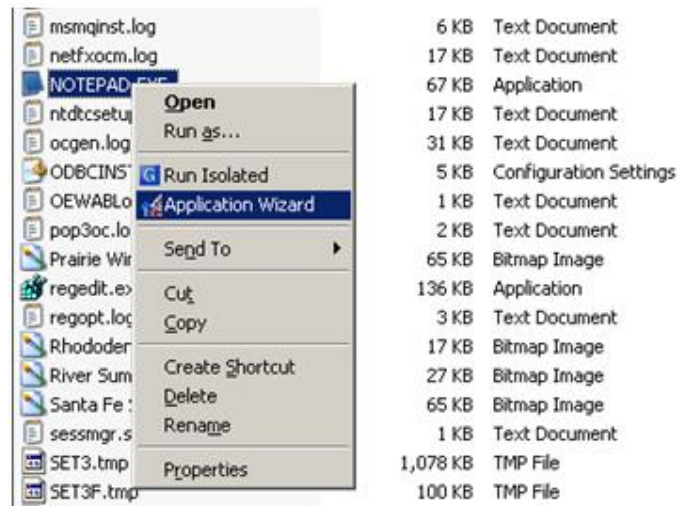 msmqinst.log 6 KB Text Document
netfxocm.log 17 KB Text Document
NOTEPAD.EXE 67 KB Application
ntdtcsetu 17 KB Text Document
ocgen.log 31 KB Text Document
ODBCINS 5 KB Configuration Settings
OEWABLo 1 KB Text Document
pop3oc.lo 2 KB Text Document
Prairie Wir 65 KB Bitmap Image
regedit.ex 136 KB Application
regopt.log 3 KB Text Document
Rhododer 17 KB Bitmap Image
River Sum 27 KB Bitmap Image
Santa Fe 65 KB Bitmap Image
sessmgr.s 1 KB Text Document
SET3.tmp 1,078 KB TMP File
SET3F.tmp 100 KB TMP File
Open
Run as...
G Run Isolated
Application Wizard
Send To
Cut
Copy
Create Shortcut
Delete
Rename
Properties